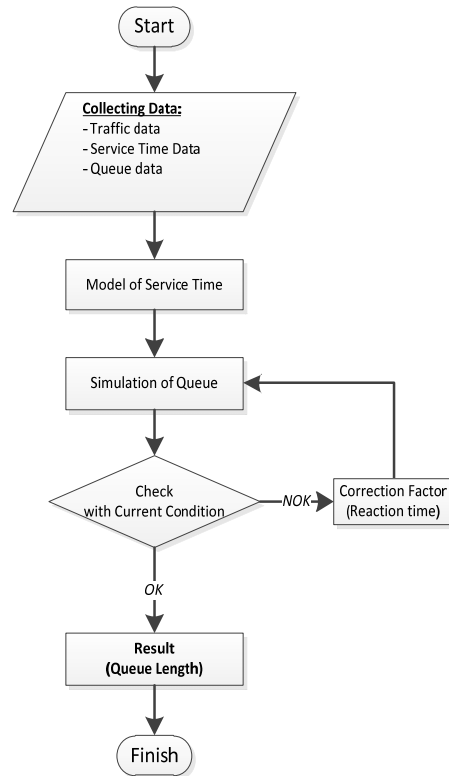 Start
Collecting Data:
- Traffic data
- Service Time Data
- Queue data
Model of Service Time
Simulation of Queue
Check
with Current Condition
NOK
Correction Factor
(Reaction time)
OK
Result
(Queue Length)
Finish